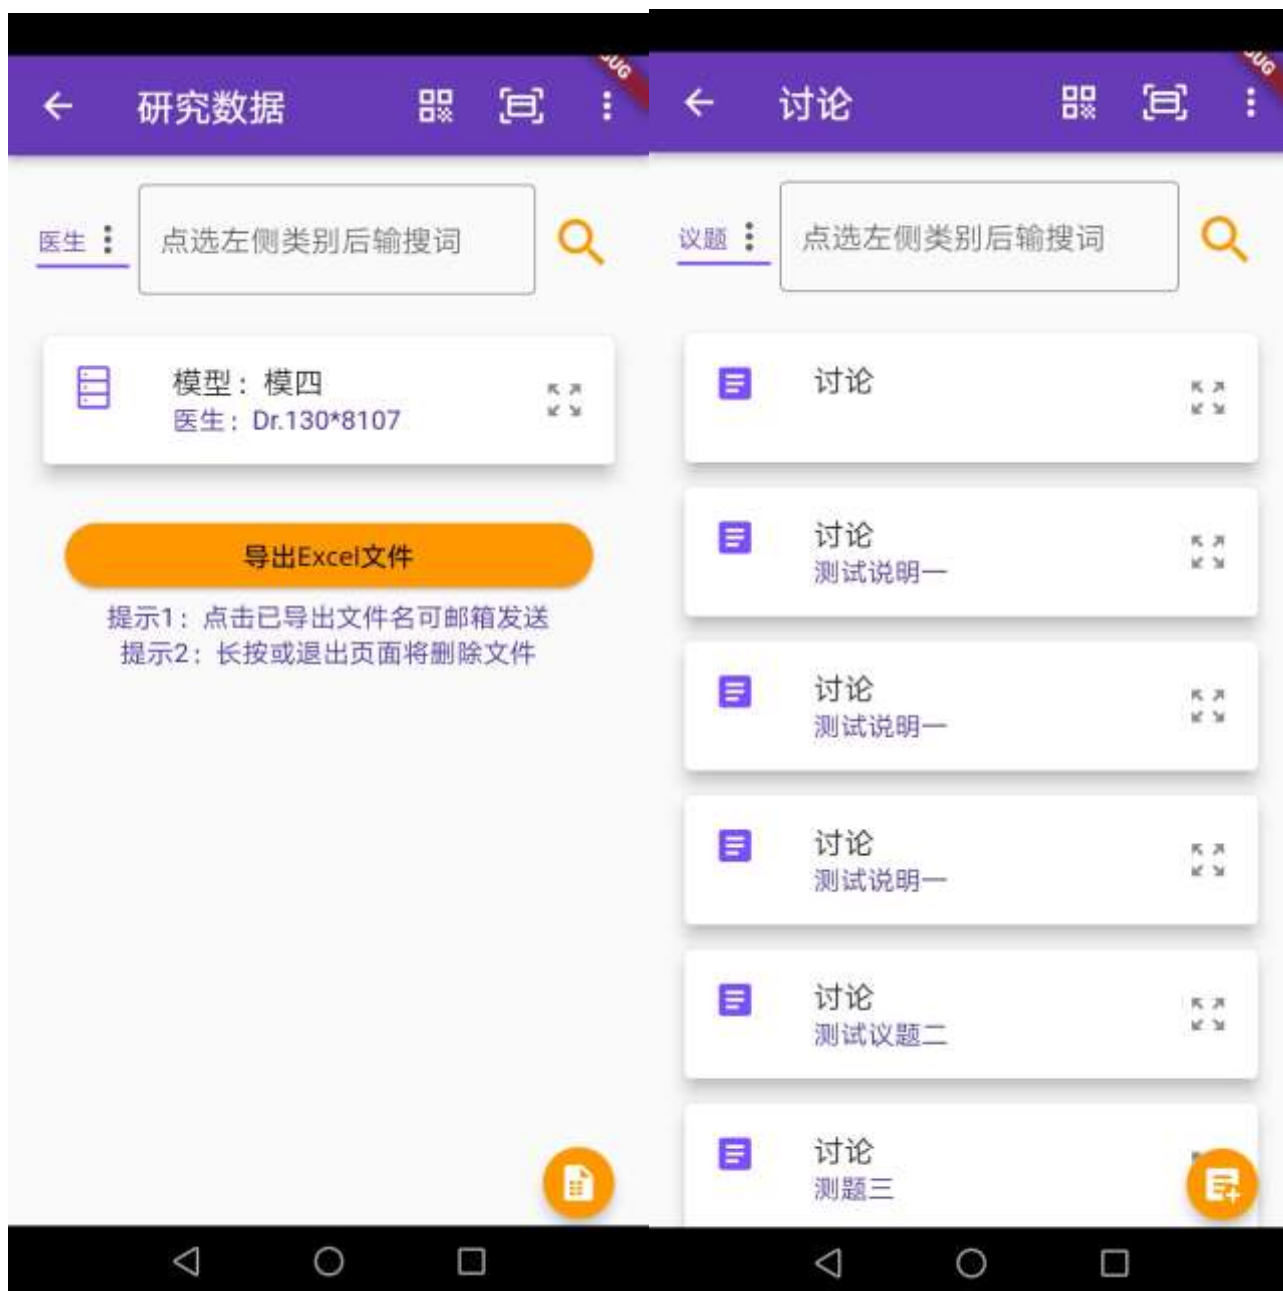 研究数据
医生
点选左侧类别后输搜词
模型：模四
医生：Dr.130*8107
导出Excel文件
提示1：点击已导出文件名可邮箱发送
提示2：长按或退出页面将删除文件
讨论
议题
点选左侧类别后输搜词
讨论
讨论
测试说明一
讨论
测试说明一
讨论
测试说明一
讨论
测试议题二
讨论
测题三